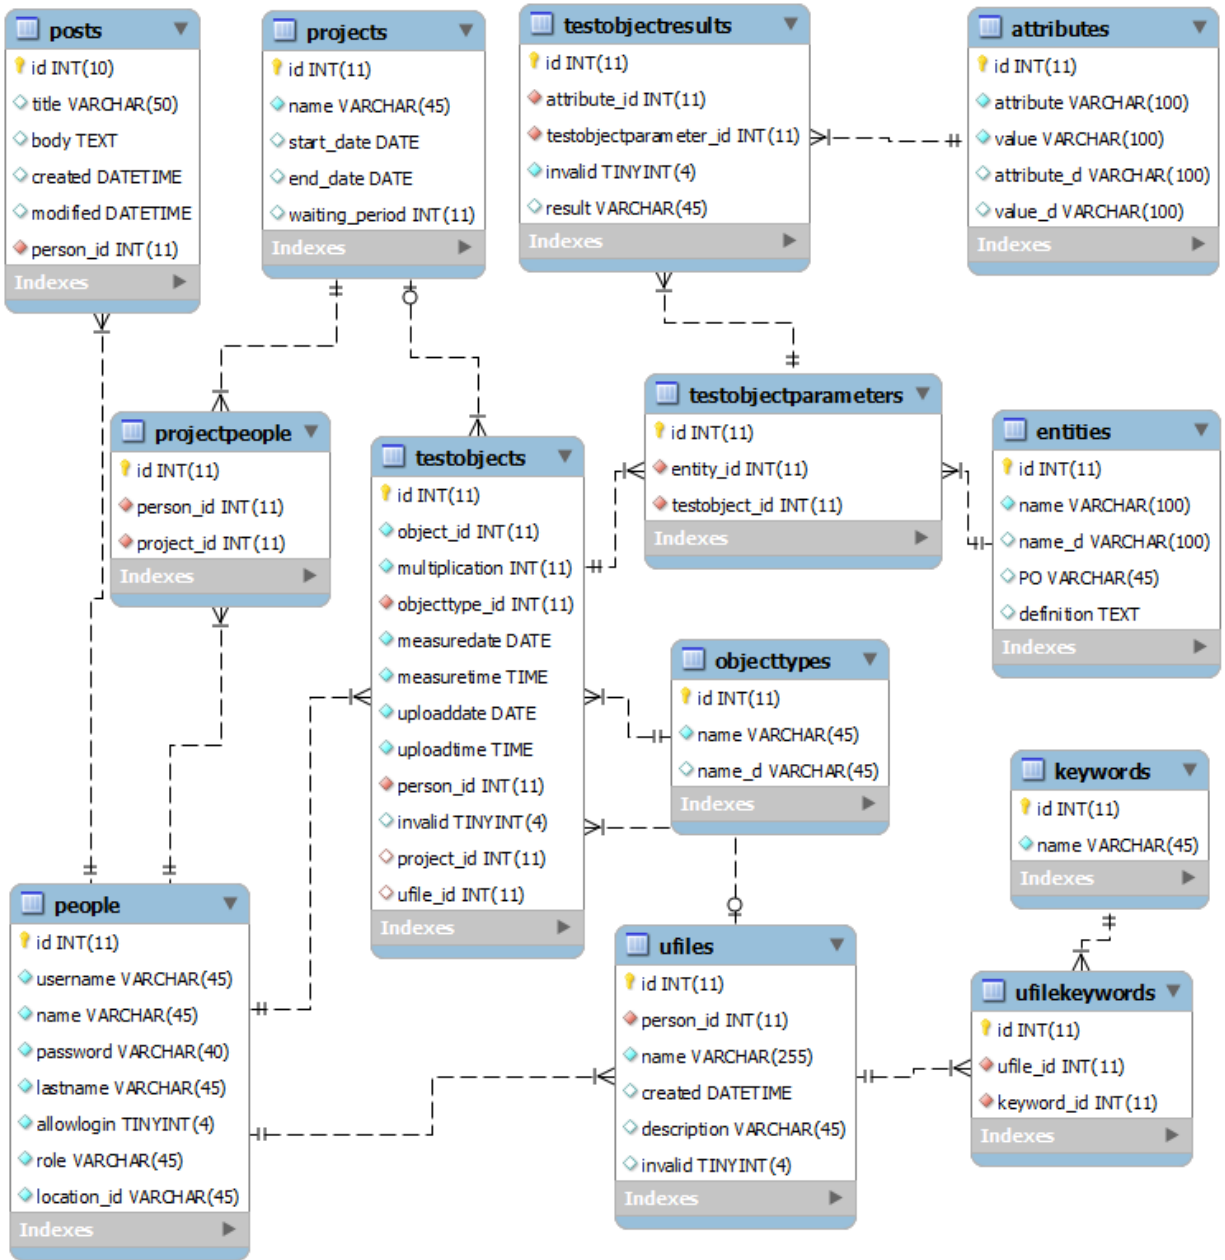 posts
id INT(10)
title VARCHAR(50)
body TEXT
created DATETIME
modified DATETIME
person_id INT(11)
Indexes
projects
id INT(11)
name VARCHAR(45)
start_date DATE
end_date DATE
waiting_period INT(11)
Indexes
testobjectresults
id INT(11)
attribute_id INT(11)
testobjectparameter_id INT(11)
invalid TINYINT(4)
result VARCHAR(45)
Indexes
attributes
id INT(11)
attribute VARCHAR(100)
value VARCHAR(100)
attribute_d VARCHAR(100)
value_d VARCHAR(100)
Indexes
projectpeople
id INT(11)
person_id INT(11)
project_id INT(11)
Indexes
testobjects
id INT(11)
object_id INT(11)
multiplication INT(11)
objecttype_id INT(11)
measuredate DATE
measuretime TIME
uploaddate DATE
uploadtime TIME
person_id INT(11)
invalid TINYINT(4)
project_id INT(11)
ufile_id INT(11)
Indexes
testobjectparameters
id INT(11)
entity_id INT(11)
testobject_id INT(11)
Indexes
entities
id INT(11)
name VARCHAR(100)
name_d VARCHAR(100)
PO VARCHAR(45)
definition TEXT
Indexes
objecttypes
id INT(11)
name VARCHAR(45)
name_d VARCHAR(45)
Indexes
keywords
id INT(11)
name VARCHAR(45)
Indexes
people
id INT(11)
username VARCHAR(45)
name VARCHAR(45)
password VARCHAR(40)
lastname VARCHAR(45)
allowlogin TINYINT(4)
role VARCHAR(45)
location_id VARCHAR(45)
Indexes
ufiles
id INT(11)
person_id INT(11)
name VARCHAR(255)
created DATETIME
description VARCHAR(45)
invalid TINYINT(4)
Indexes
ufilekeywords
id INT(11)
ufile_id INT(11)
keyword_id INT(11)
Indexes